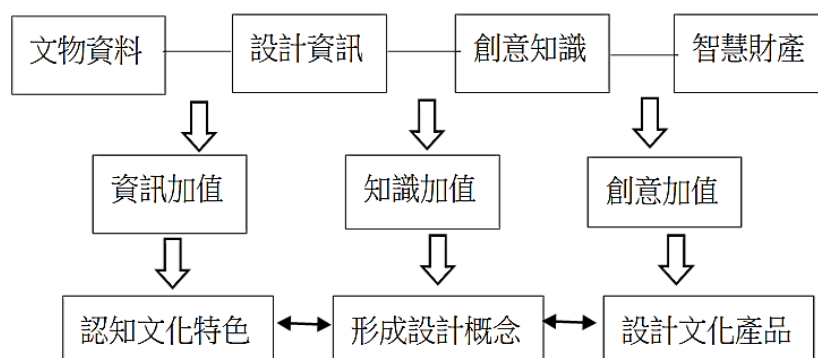 文物資料
設計資訊
創意知識
智慧財產
資訊加值
知識加值
創意加值
認知文化特色
形成設計概念
設計文化產品